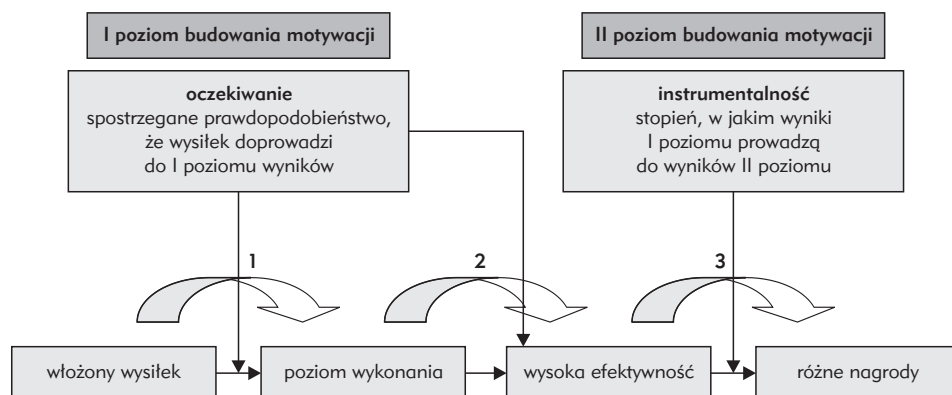 I poziom budowania motywacji
II poziom budowania motywacji
oczekiwanie
spostrzegane prawdopodobieństwo,
że wysiłek doprowadzi
do I poziomu wyników
instrumentalność
stopień, w jakim wyniki
I poziomu prowadzą
do wyników II poziomu
1
2
3
włożony wysiłek
poziom wykonania
wysoka efektywność
różne nagrody